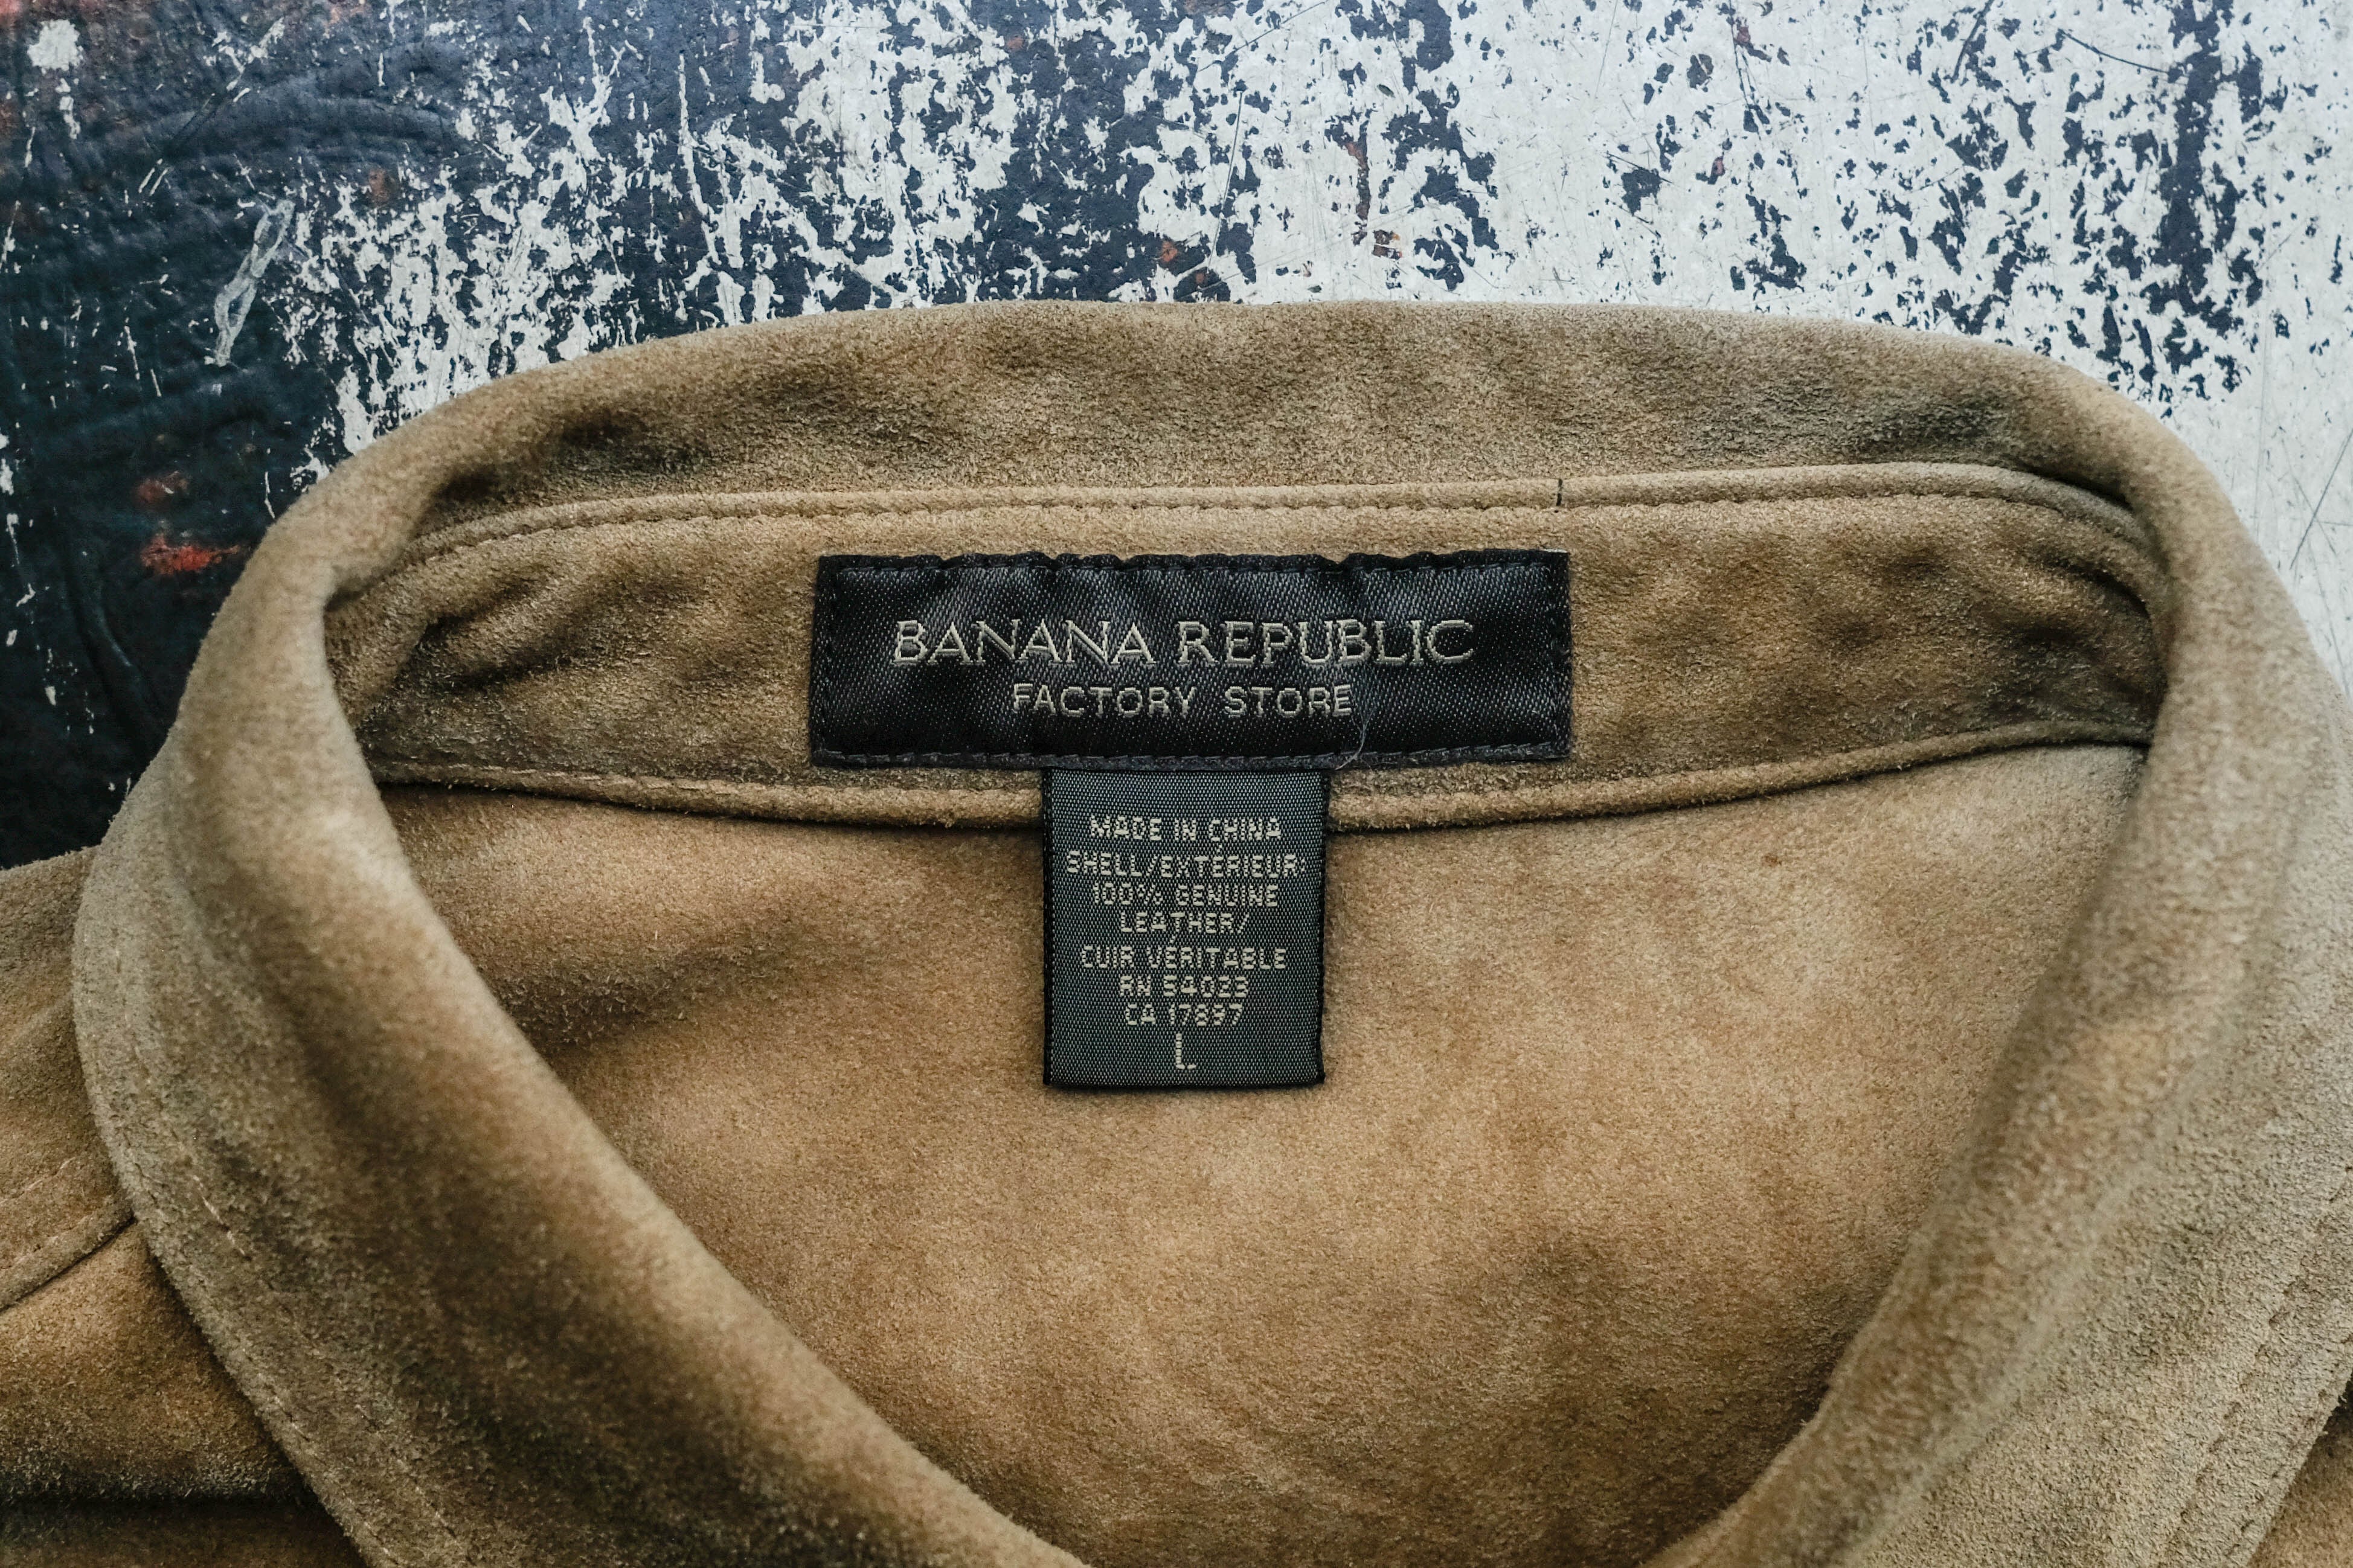 BANANA REPUBLIC
FACTORY STORE
MADE IN CHINA
SHELL/EXTÉRIEUR:
100% GENUINE
LEATHER/
CUIR VÉRITABLE
RN 54023
CA 17897
L